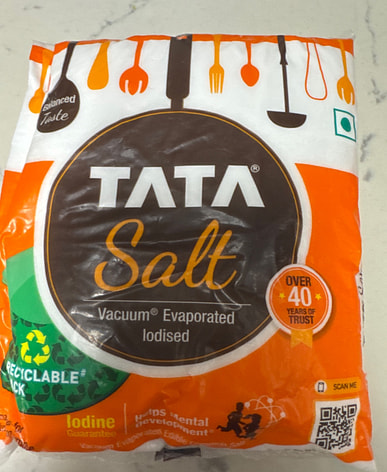 Balanced
Taste
TATA®
Salt
Vacuum® Evaporated
Iodised
OVER
40
YEARS OF
TRUST
RECYCLABLE#
SCAN ME
Iodine
Guarantee
Helps Mental
Development